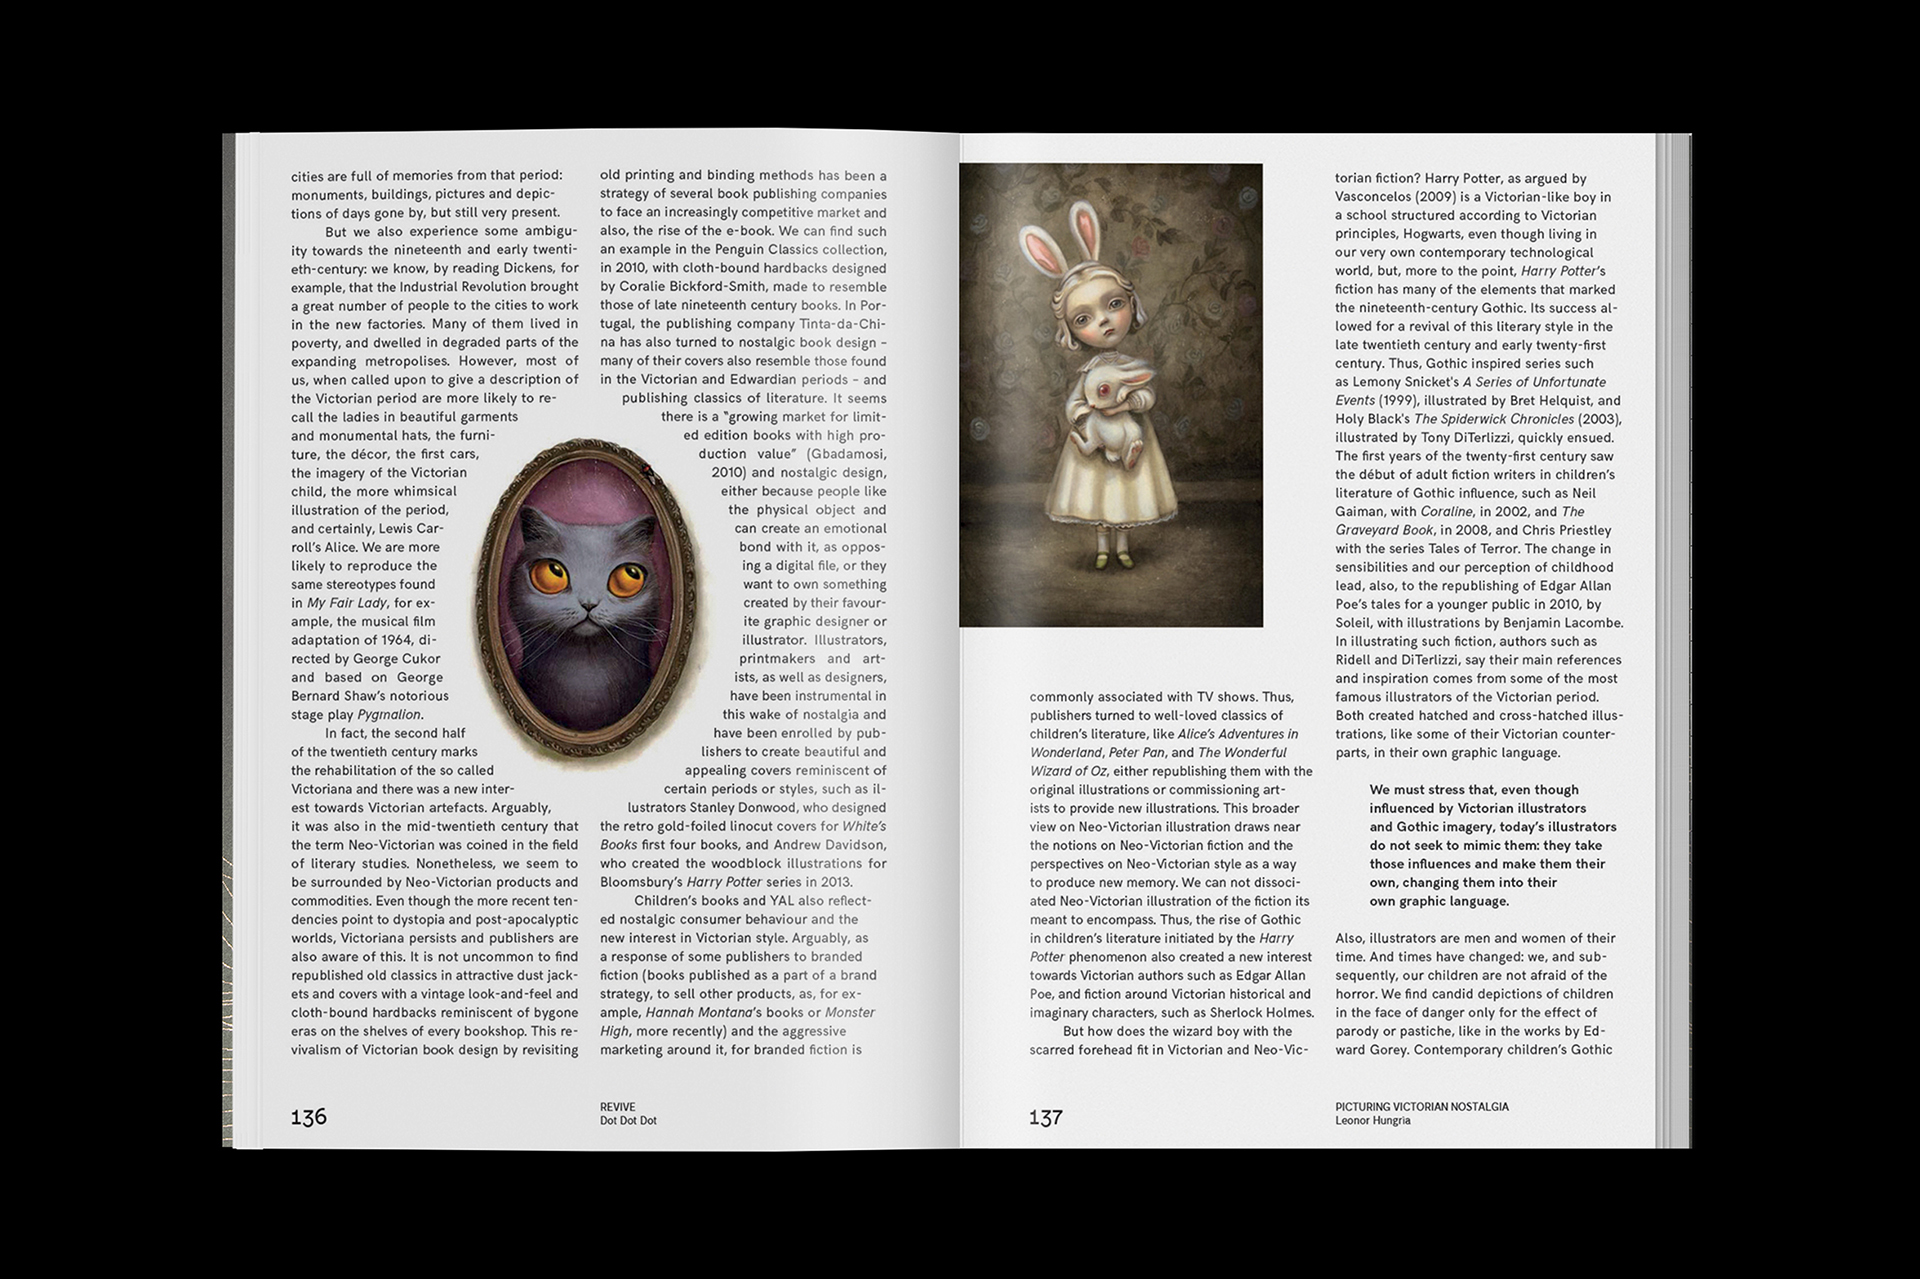 cities are full of memories from that period:
monuments, buildings, pictures and depic-
tions of days gone by, but still very present.
But we also experience some ambigu-
ity towards the nineteenth and early twenti-
eth-century: we know, by reading Dickens, for
example, that the Industrial Revolution brought
a great number of people to the cities to work
in the new factories. Many of them lived in
poverty, and dwelled in degraded parts of the
expanding metropolises. However, most of
us, when called upon to give a description of
the Victorian period are more likely to re-
call the ladies in beautiful garments
and monumental hats, the furni-
ture, the décor, the first cars,
the imagery of the Victorian
child, the more whimsical
illustration of the period,
and certainly, Lewis Car-
roll's Alice. We are more
likely to reproduce the
same stereotypes found
in My Fair Lady, for ex-
ample, the musical film
adaptation of 1964, di-
rected by George Cukor
and based on George
Bernard Shaw's notorious
stage play Pygmalion.
In fact, the second half
of the twentieth century marks
the rehabilitation of the so called
Victoriana and there was a new inter-
est towards Victorian artefacts. Arguably,
it was also in the mid-twentieth century that
the term Neo-Victorian was coined in the field
of literary studies. Nonetheless, we seem to
be surrounded by Neo-Victorian products and
commodities. Even though the more recent ten-
dencies point to dystopia and post-apocalyptic
worlds, Victoriana persists and publishers are
also aware of this. It is not uncommon to find
republished old classics in attractive dust jack-
ets and covers with a vintage look-and-feel and
cloth-bound hardbacks reminiscent of bygone
eras on the shelves of every bookshop. This re-
vivalism of Victorian book design by revisiting
old printing and binding methods has been a
strategy of several book publishing companies
to face an increasingly competitive market and
also, the rise of the e-book. We can find such
an example in the Penguin Classics collection,
in 2010, with cloth-bound hardbacks designed
by Coralie Bickford-Smith, made to resemble
those of late nineteenth century books. In Por-
tugal, the publishing company Tinta-da-Chi-
na has also turned to nostalgic book design –
many of their covers also resemble those found
in the Victorian and Edwardian periods – and
publishing classics of literature. It seems
there is a “growing market for limit-
ed edition books with high pro-
duction value” (Gbadamosi,
2010) and nostalgic design,
either because people like
the physical object and
can create an emotional
bond with it, as oppos-
ing a digital file, or they
want to own something
created by their favour-
ite graphic designer or
illustrator. Illustrators,
printmakers and art-
ists, as well as designers,
have been instrumental in
this wake of nostalgia and
have been enrolled by pub-
lishers to create beautiful and
appealing covers reminiscent of
certain periods or styles, such as il-
lustrators Stanley Donwood, who designed
the retro gold-foiled linocut covers for White's
Books first four books, and Andrew Davidson,
who created the woodblock illustrations for
Bloomsbury's Harry Potter series in 2013.
Children's books and YAL also reflect-
ed nostalgic consumer behaviour and the
new interest in Victorian style. Arguably, as
a response of some publishers to branded
fiction (books published as a part of a brand
strategy, to sell other products, as, for ex-
ample, Hannah Montana's books or Monster
High, more recently) and the aggressive
marketing around it, for branded fiction is
136
REVIVE
Dot Dot Dot
commonly associated with TV shows. Thus,
publishers turned to well-loved classics of
children's literature, like Alice's Adventures in
Wonderland, Peter Pan, and The Wonderful
Wizard of Oz, either republishing them with the
original illustrations or commissioning art-
ists to provide new illustrations. This broader
view on Neo-Victorian illustration draws near
the notions on Neo-Victorian fiction and the
perspectives on Neo-Victorian style as a way
to produce new memory. We can not dissoci-
ated Neo-Victorian illustration of the fiction its
meant to encompass. Thus, the rise of Gothic
in children's literature initiated by the Harry
Potter phenomenon also created a new interest
towards Victorian authors such as Edgar Allan
Poe, and fiction around Victorian historical and
imaginary characters, such as Sherlock Holmes.
But how does the wizard boy with the
scarred forehead fit in Victorian and Neo-Vic-
torian fiction? Harry Potter, as argued by
Vasconcelos (2009) is a Victorian-like boy in
a school structured according to Victorian
principles, Hogwarts, even though living in
our very own contemporary technological
world, but, more to the point, Harry Potter's
fiction has many of the elements that marked
the nineteenth-century Gothic. Its success al-
lowed for a revival of this literary style in the
late twentieth century and early twenty-first
century. Thus, Gothic inspired series such
as Lemony Snicket's A Series of Unfortunate
Events (1999), illustrated by Bret Helquist, and
Holy Black's The Spiderwick Chronicles (2003),
illustrated by Tony DiTerlizzi, quickly ensued.
The first years of the twenty-first century saw
the début of adult fiction writers in children's
literature of Gothic influence, such as Neil
Gaiman, with Coraline, in 2002, and The
Graveyard Book, in 2008, and Chris Priestley
with the series Tales of Terror. The change in
sensibilities and our perception of childhood
lead, also, to the republishing of Edgar Allan
Poe's tales for a younger public in 2010, by
Soleil, with illustrations by Benjamin Lacombe.
In illustrating such fiction, authors such as
Ridell and DiTerlizzi, say their main references
and inspiration comes from some of the most
famous illustrators of the Victorian period.
Both created hatched and cross-hatched illus-
trations, like some of their Victorian counter-
parts, in their own graphic language.
We must stress that, even though
influenced by Victorian illustrators
and Gothic imagery, today's illustrators
do not seek to mimic them: they take
those influences and make them their
own, changing them into their
own graphic language.
Also, illustrators are men and women of their
time. And times have changed: we, and sub-
sequently, our children are not afraid of the
horror. We find candid depictions of children
in the face of danger only for the effect of
parody or pastiche, like in the works by Ed-
ward Gorey. Contemporary children's Gothic
137
PICTURING VICTORIAN NOSTALGIA
Leonor Hungria